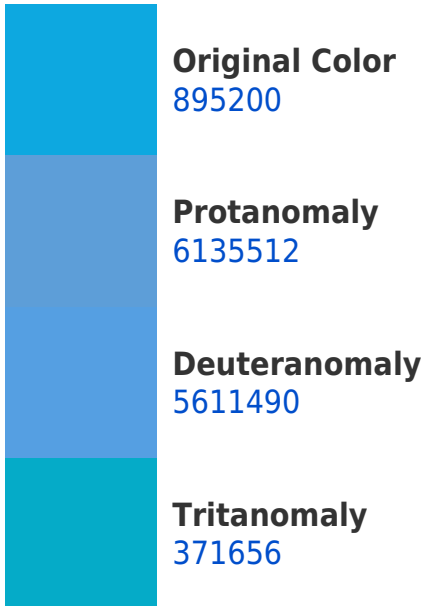 Original Color
895200
Protanomaly
6135512
Deuteranomaly
5611490
Tritanomaly
371656